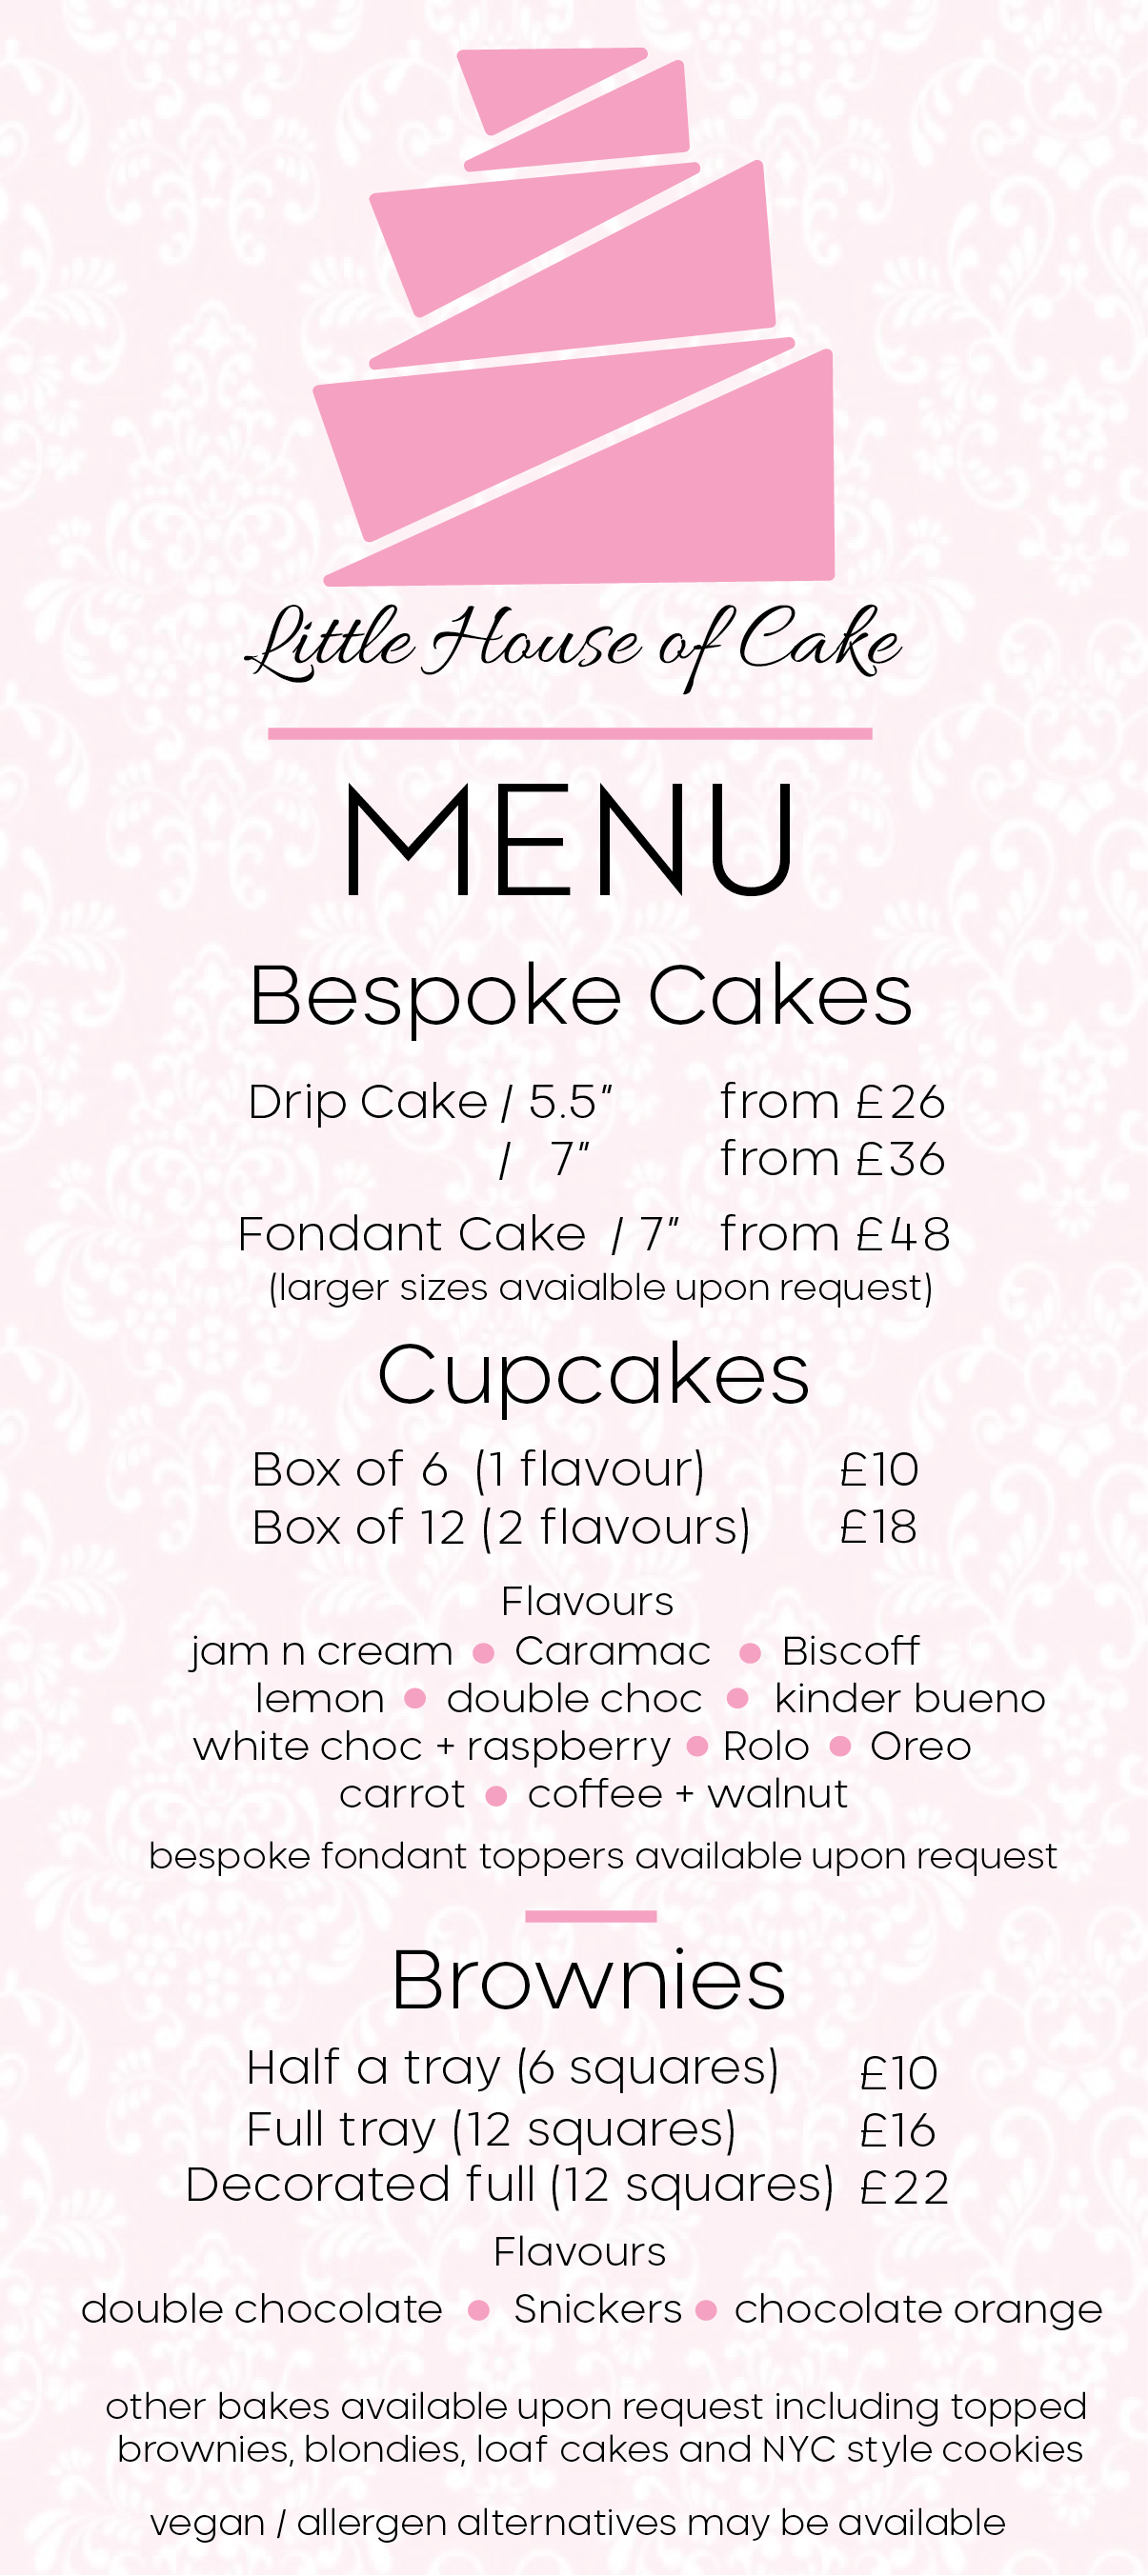 Little House of Cake
MENU
Bespoke Cakes
Drip Cake / 5.5" from £26
/ 7" from £36
Fondant Cake / 7" from £48
(larger sizes avaialble upon request)
Cupcakes
Box of 6 (1 flavour) £10
Box of 12 (2 flavours) £18
Flavours
jam n cream ● Caramac ● Biscoff
lemon ● double choc ● kinder bueno
white choc + raspberry ● Rolo ● Oreo
carrot ● coffee + walnut
bespoke fondant toppers available upon request
Brownies
Half a tray (6 squares) £10
Full tray (12 squares) £16
Decorated full (12 squares) £22
Flavours
double chocolate ● Snickers ● chocolate orange
other bakes available upon request including topped
brownies, blondies, loaf cakes and NYC style cookies
vegan / allergen alternatives may be available